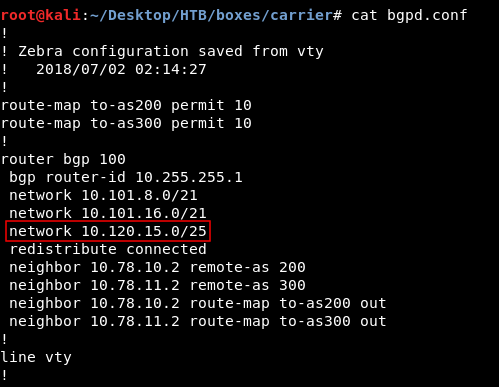 root@kali:~/Desktop/HTB/boxes/carrier# cat bgpd.conf
!
! Zebra configuration saved from vty
!   2018/07/02 02:14:27
!
route-map to-as200 permit 10
route-map to-as300 permit 10
!
router bgp 100
 bgp router-id 10.255.255.1
 network 10.101.8.0/21
 network 10.101.16.0/21
 network 10.120.15.0/25
 redistribute connected
 neighbor 10.78.10.2 remote-as 200
 neighbor 10.78.11.2 remote-as 300
 neighbor 10.78.10.2 route-map to-as200 out
 neighbor 10.78.11.2 route-map to-as300 out
!
line vty
!